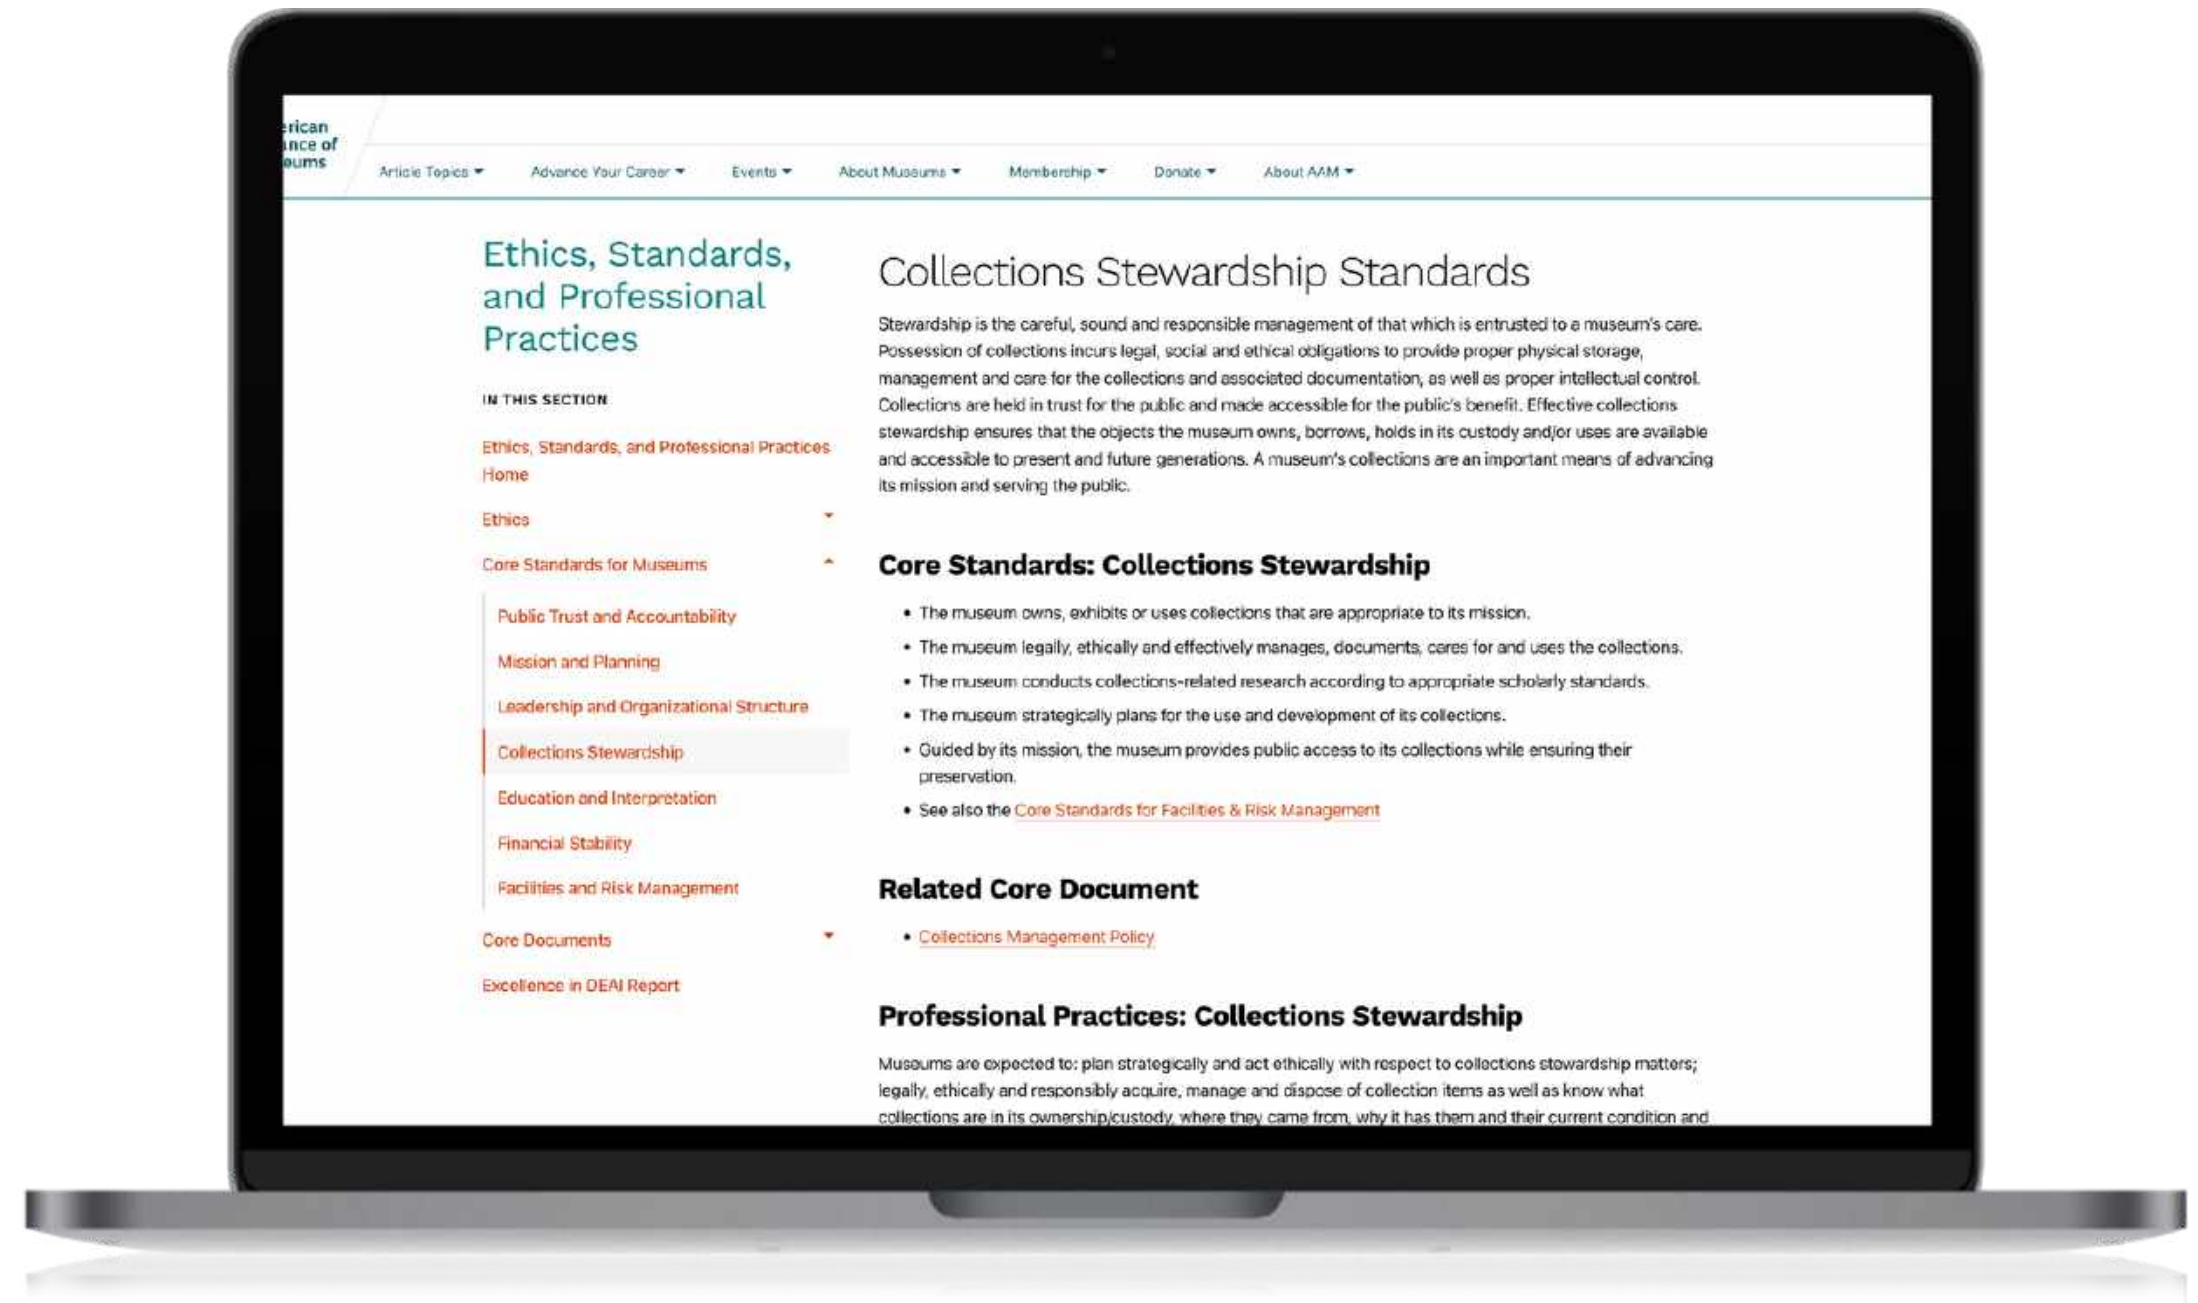 erican
ance of
eums
Article Topics
Advance Your Career
Events
About Museums
Membership
Donate
About AAM
Ethics, Standards,
and Professional
Practices
IN THIS SECTION
Ethics, Standards, and Professional Practices
Home
Ethics
Core Standards for Museums
Public Trust and Accountability
Mission and Planning
Leadership and Organizational Structure
Collections Stewardship
Education and Interpretation
Financial Stability
Facilities and Risk Management
Core Documents
Excellence in DEAI Report
Collections Stewardship Standards
Stewardship is the careful, sound and responsible management of that which is entrusted to a museum's care.
Possession of collections incurs legal, social and ethical obligations to provide proper physical storage,
management and care for the collections and associated documentation, as well as proper intellectual control.
Collections are held in trust for the public and made accessible for the public's benefit. Effective collections
stewardship ensures that the objects the museum owns, borrows, holds in its custody and/or uses are available
and accessible to present and future generations. A museum's collections are an important means of advancing
its mission and serving the public.
Core Standards: Collections Stewardship
• The museum owns, exhibits or uses collections that are appropriate to its mission.
• The museum legally, ethically and effectively manages, documents, cares for and uses the collections.
• The museum conducts collections-related research according to appropriate scholarly standards.
• The museum strategically plans for the use and development of its collections.
• Guided by its mission, the museum provides public access to its collections while ensuring their
preservation.
• See also the Core Standards for Facilities & Risk Management
Related Core Document
• Collections Management Policy
Professional Practices: Collections Stewardship
Museums are expected to: plan strategically and act ethically with respect to collections stewardship matters;
legally, ethically and responsibly acquire, manage and dispose of collection items as well as know what
collections are in its ownership/custody, where they came from, why it has them and their current condition and